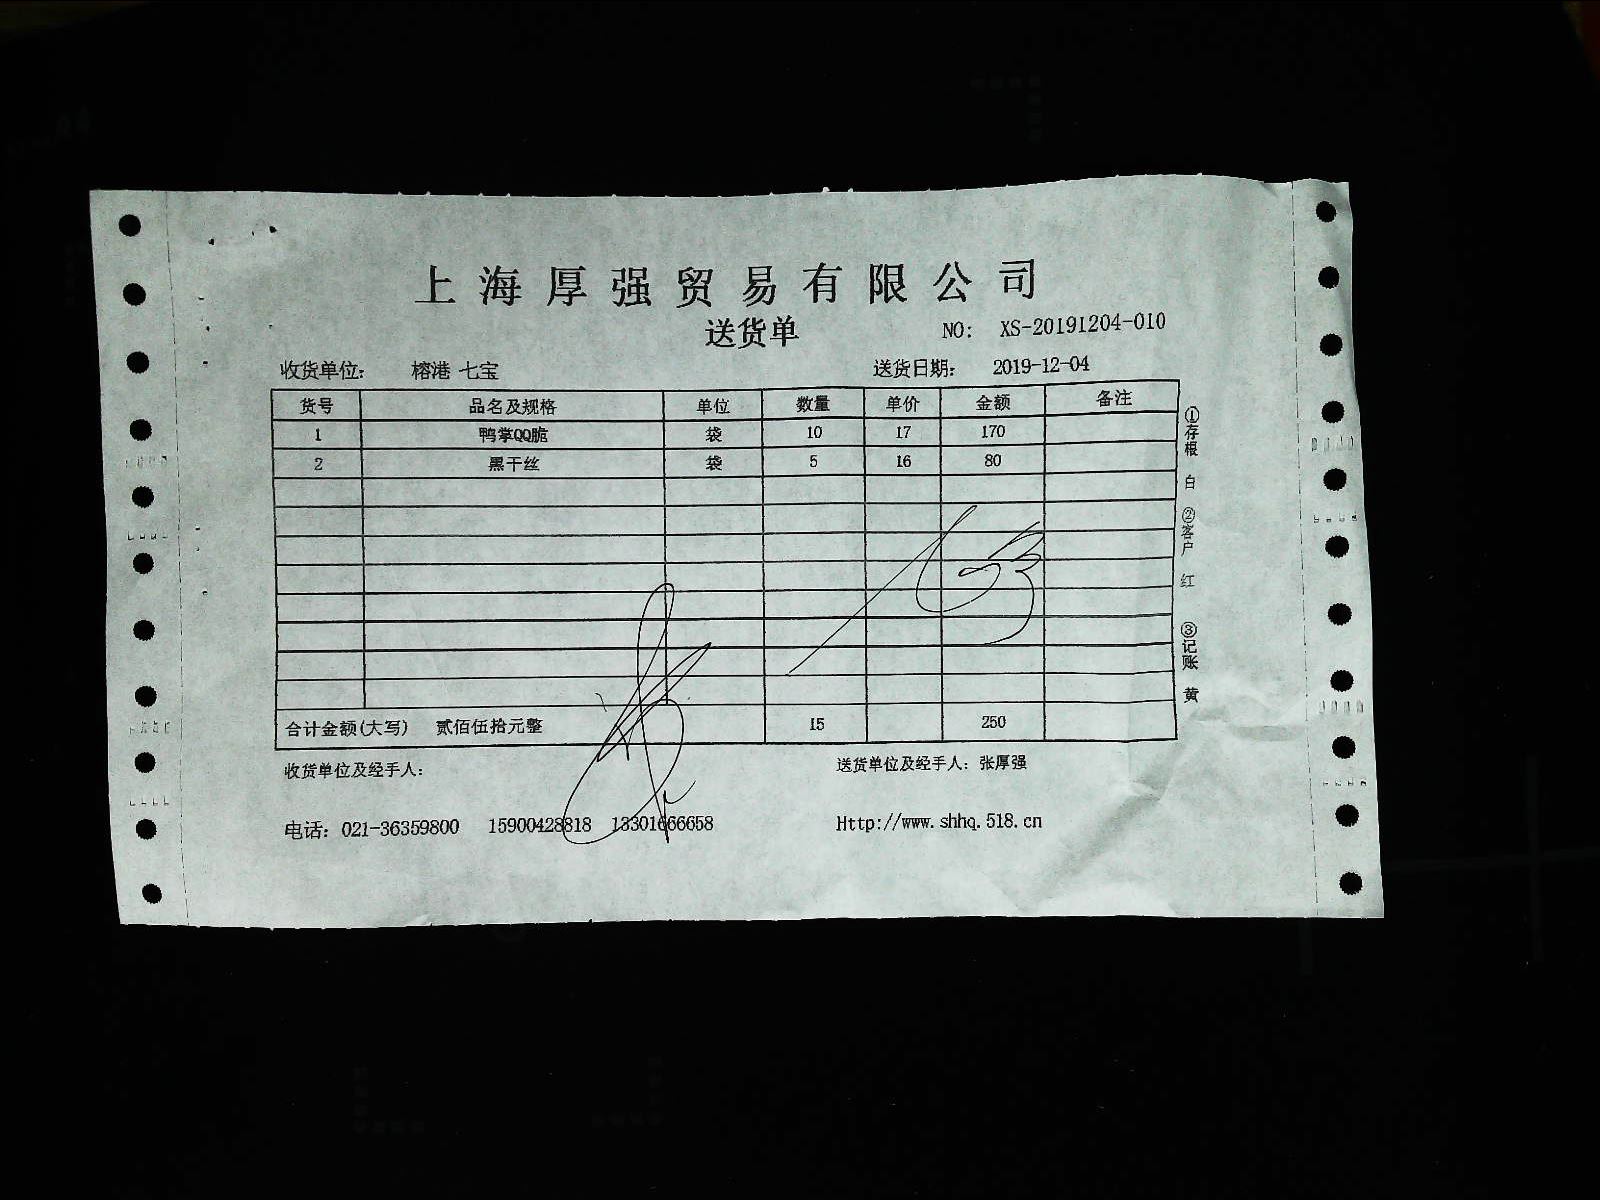 上海厚强贸易有限公司
送货单 NO: XS-20191204-010
收货单位: 榕港 七宝 送货日期: 2019-12-04
货号 品名及规格 单位 数量 单价 金额 备注
1 鸭掌QQ脆 袋 10 17 170
2 黑干丝 袋 5 16 80
合计金额(大写) 贰佰伍拾元整 15 250
收货单位及经手人: 送货单位及经手人: 张厚强
电话: 021-36359800 15900428818 13301666658 Http://www.shhq.518.cn
①存根 白 ②客户 红 ③记账 黄